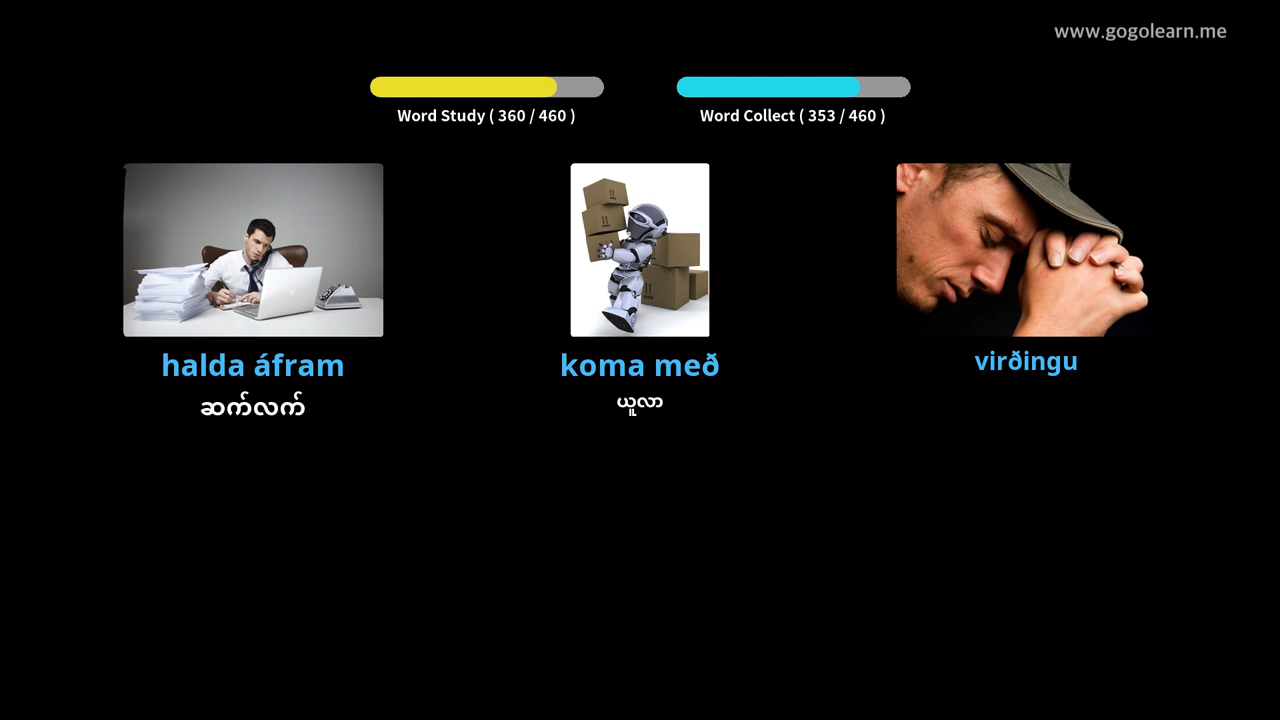 www.gogolearn.me
Word Study ( 360 / 460 )
Word Collect ( 353 / 460 )
halda áfram
koma með
virðingu
ဆက်လက်
ယူလာ